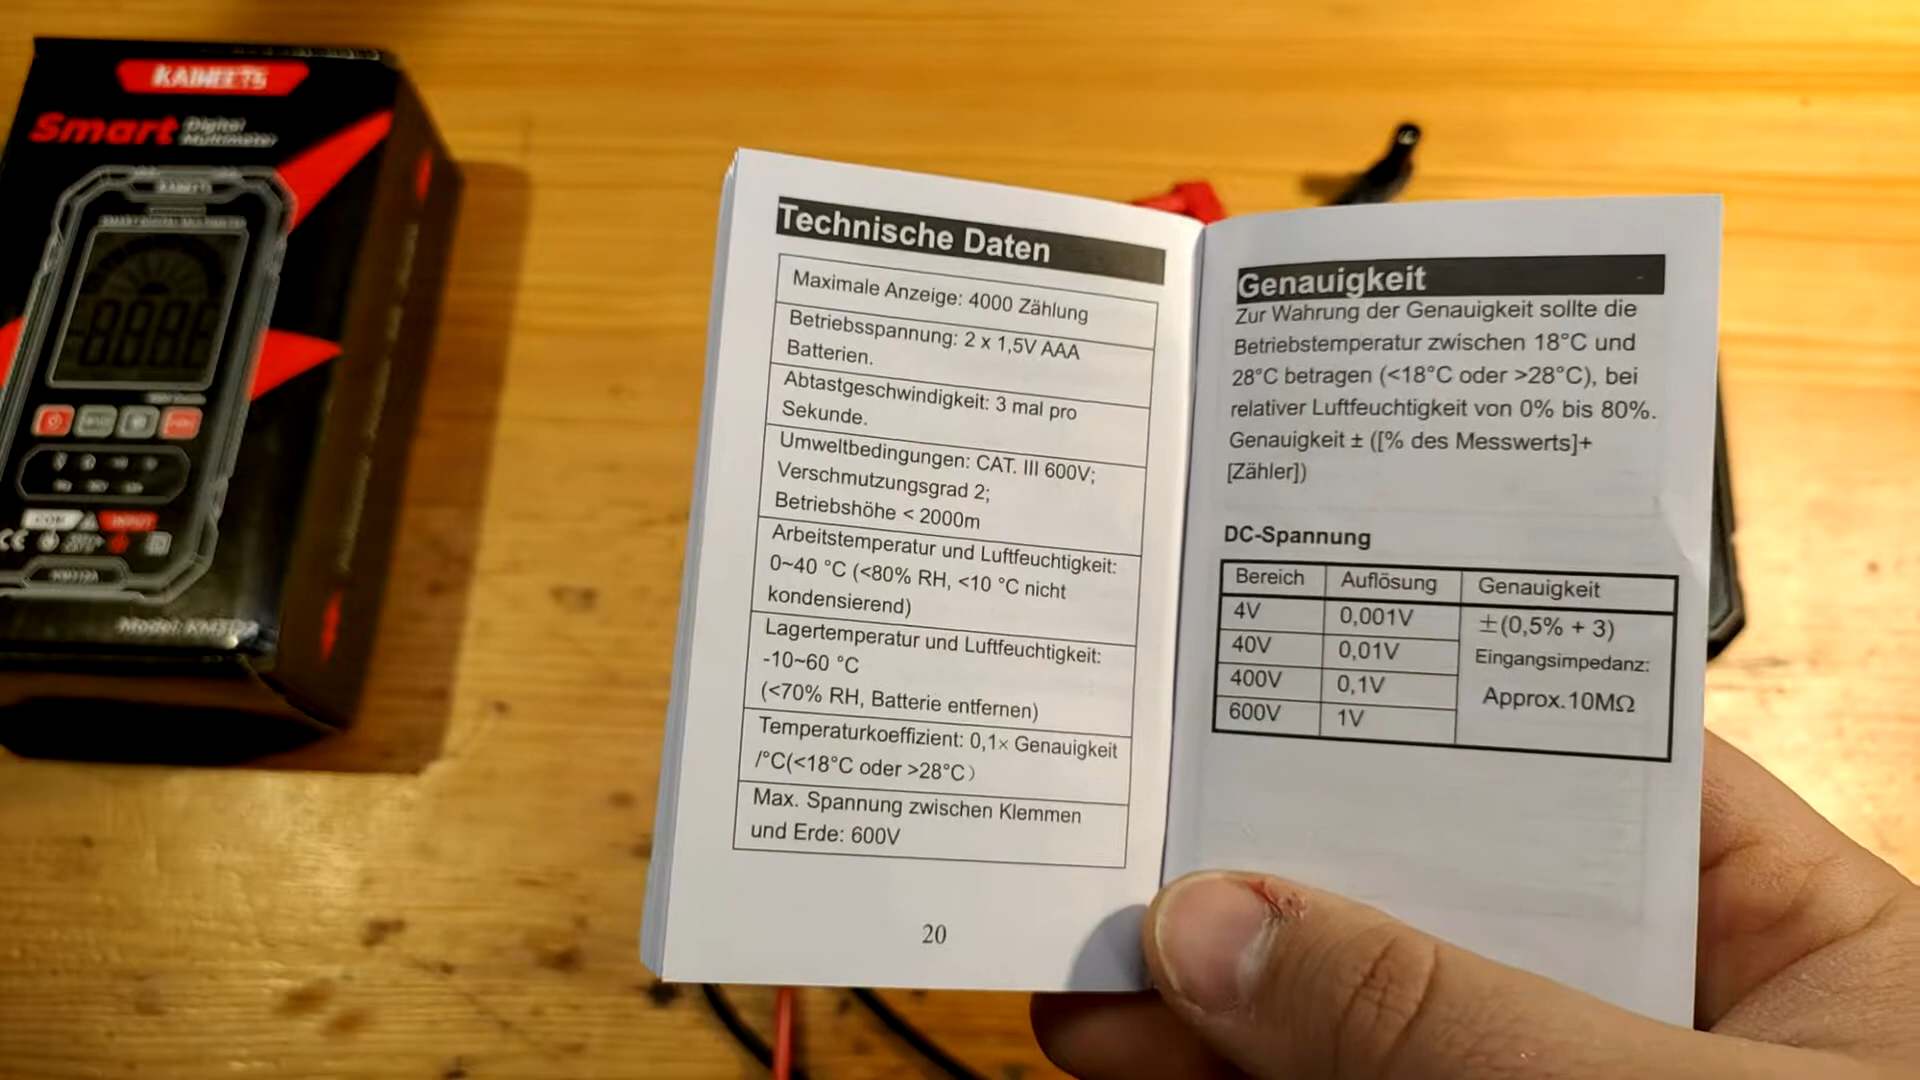 KAIWEETS
Smart Digital
Multimeter
COM INPUT
Technische Daten
Maximale Anzeige: 4000 Zählung
Betriebsspannung: 2 x 1,5V AAA
Batterien.
Abtastgeschwindigkeit: 3 mal pro
Sekunde.
Umweltbedingungen: CAT. III 600V;
Verschmutzungsgrad 2;
Betriebshöhe < 2000m
Arbeitstemperatur und Luftfeuchtigkeit:
0~40 °C (<80% RH, <10 °C nicht
kondensierend)
Lagertemperatur und Luftfeuchtigkeit:
-10~60 °C
(<70% RH, Batterie entfernen)
Temperaturkoeffizient: 0,1× Genauigkeit
/°C(<18°C oder >28°C)
Max. Spannung zwischen Klemmen
und Erde: 600V
20
Genauigkeit
Zur Wahrung der Genauigkeit sollte die
Betriebstemperatur zwischen 18°C und
28°C betragen (<18°C oder >28°C), bei
relativer Luftfeuchtigkeit von 0% bis 80%.
Genauigkeit ± ([% des Messwerts]+
[Zähler])
DC-Spannung
Bereich Auflösung Genauigkeit
4V 0,001V ±(0,5% + 3)
40V 0,01V Eingangsimpedanz:
400V 0,1V Approx.10MΩ
600V 1V